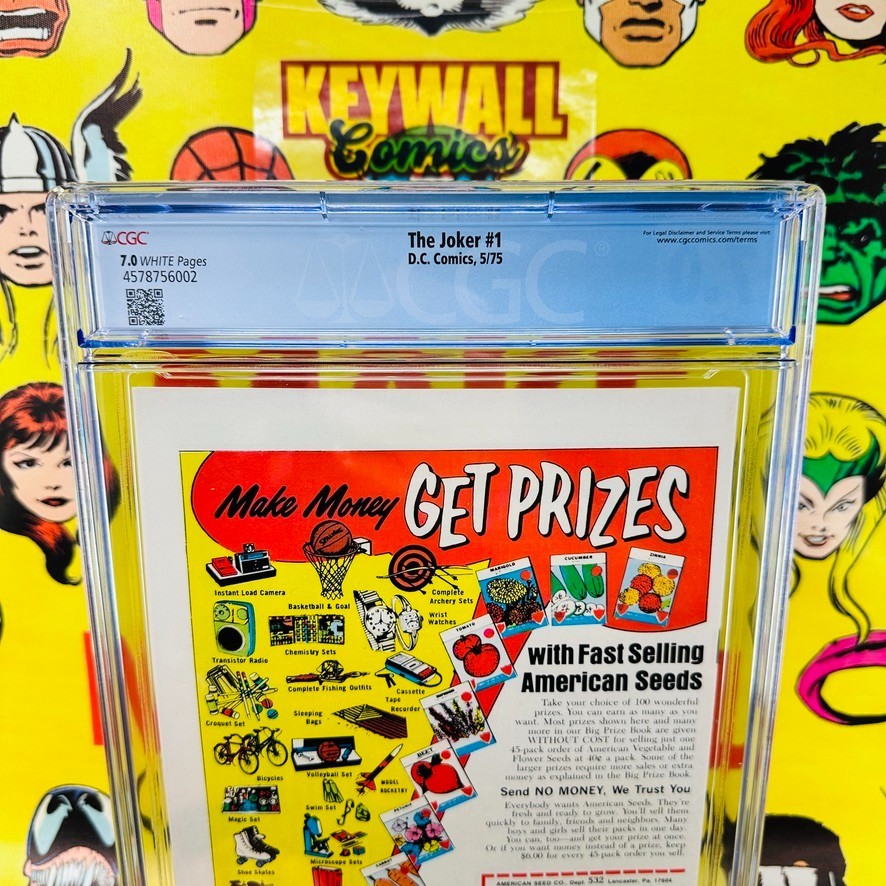 KEYWALL
Comics
CGC
The Joker #1
D.C. Comics, 5/75
7.0 WHITE Pages
4578756002
For Legal Disclaimer and Service Terms please visit
www.cgccomics.com/terms
CGC
Make Money GET PRIZES
Spalding
Instant Load Camera
Basketball & Goal
Complete
Archery Sets
Wrist
Watches
Transistor Radio
Chemistry Sets
Complete Fishing Outfits
Cassette
Tape
Recorder
Croquet Set
Sleeping
Bags
Bicycles
Volleyball Set
MODEL
ROCKETRY
Magic Set
Swim Set
Shoe Skates
Microscope Sets
MARIGOLD
CUCUMBER
ZINNIA
TOMATO
PETUNIA
with Fast Selling
American Seeds
Take your choice of 100 wonderful
prizes. You can earn as many as you
want. Most prizes shown here and many
more in our Big Prize Book are given
WITHOUT COST for selling just one
45-pack order of American Vegetable and
Flower Seeds at 40¢ a pack. Some of the
larger prizes require more sales or extra
money as explained in the Big Prize Book.
Send NO MONEY, We Trust You
Everybody wants American Seeds. They're
fresh and ready to grow. You'll sell them
quickly to family, friends and neighbors. Many
boys and girls sell their packs in one day.
You can, too—and get your prize at once.
Or if you want money instead of a prize, keep
$6.00 for every 45-pack order you sell.
AMERICAN SEED CO., Dept. 532 Lancaster, Pa. 17604